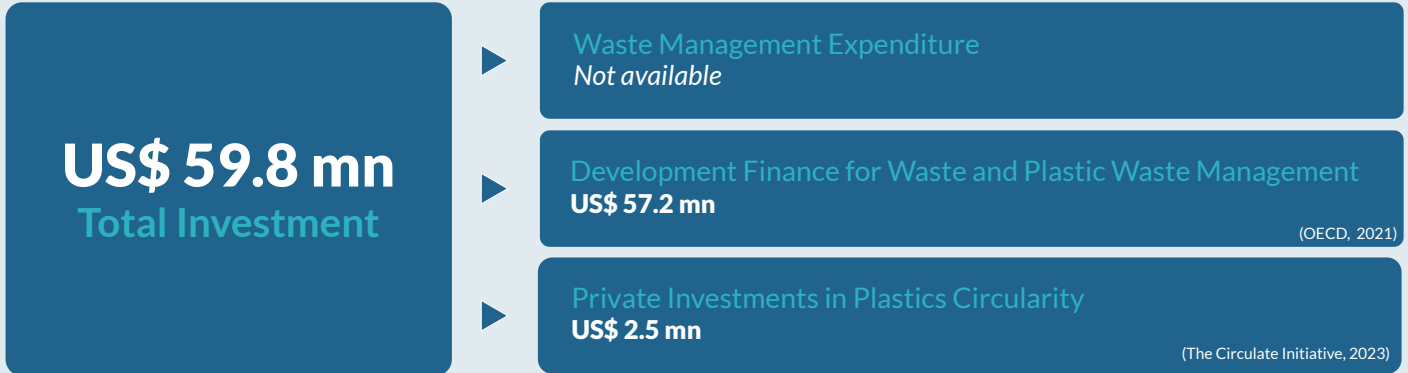 US$ 59.8 mn
Total Investment
Waste Management Expenditure
Not available
Development Finance for Waste and Plastic Waste Management
US$ 57.2 mn
(OECD, 2021)
Private Investments in Plastics Circularity
US$ 2.5 mn
(The Circulate Initiative, 2023)